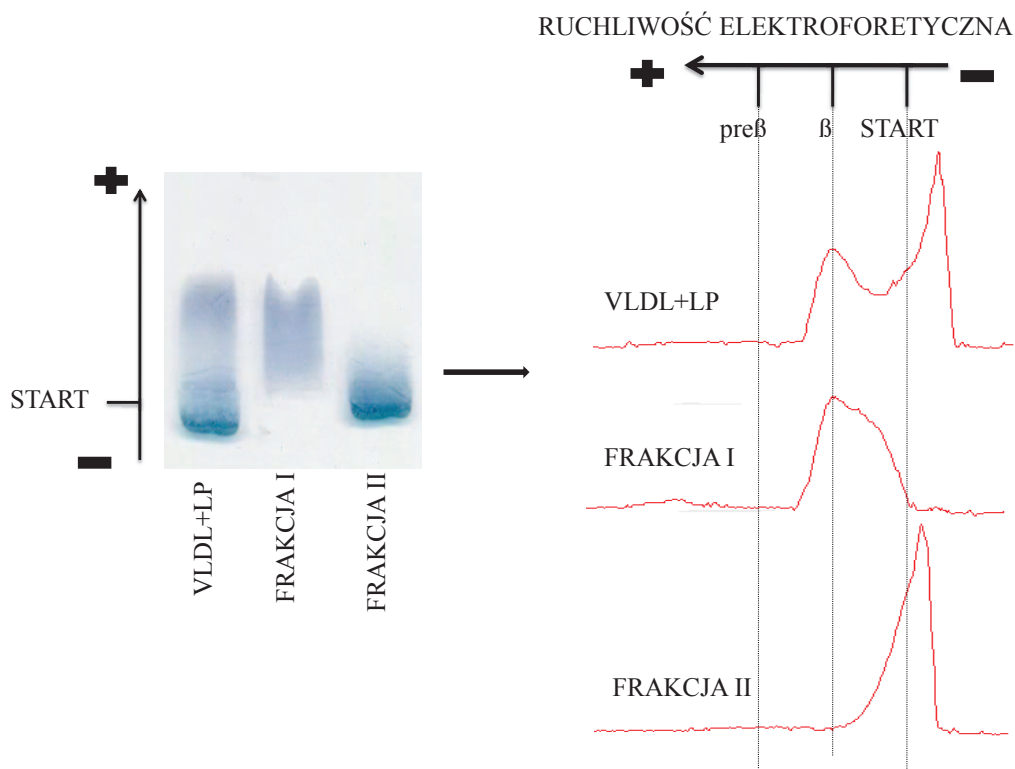 RUCHLIWOŚĆ ELEKTROFORETYCZNA
+
-
preß
ß
START
+
START
-
VLDL+LP
FRAKCJA I
FRAKCJA II
VLDL+LP
FRAKCJA I
FRAKCJA II